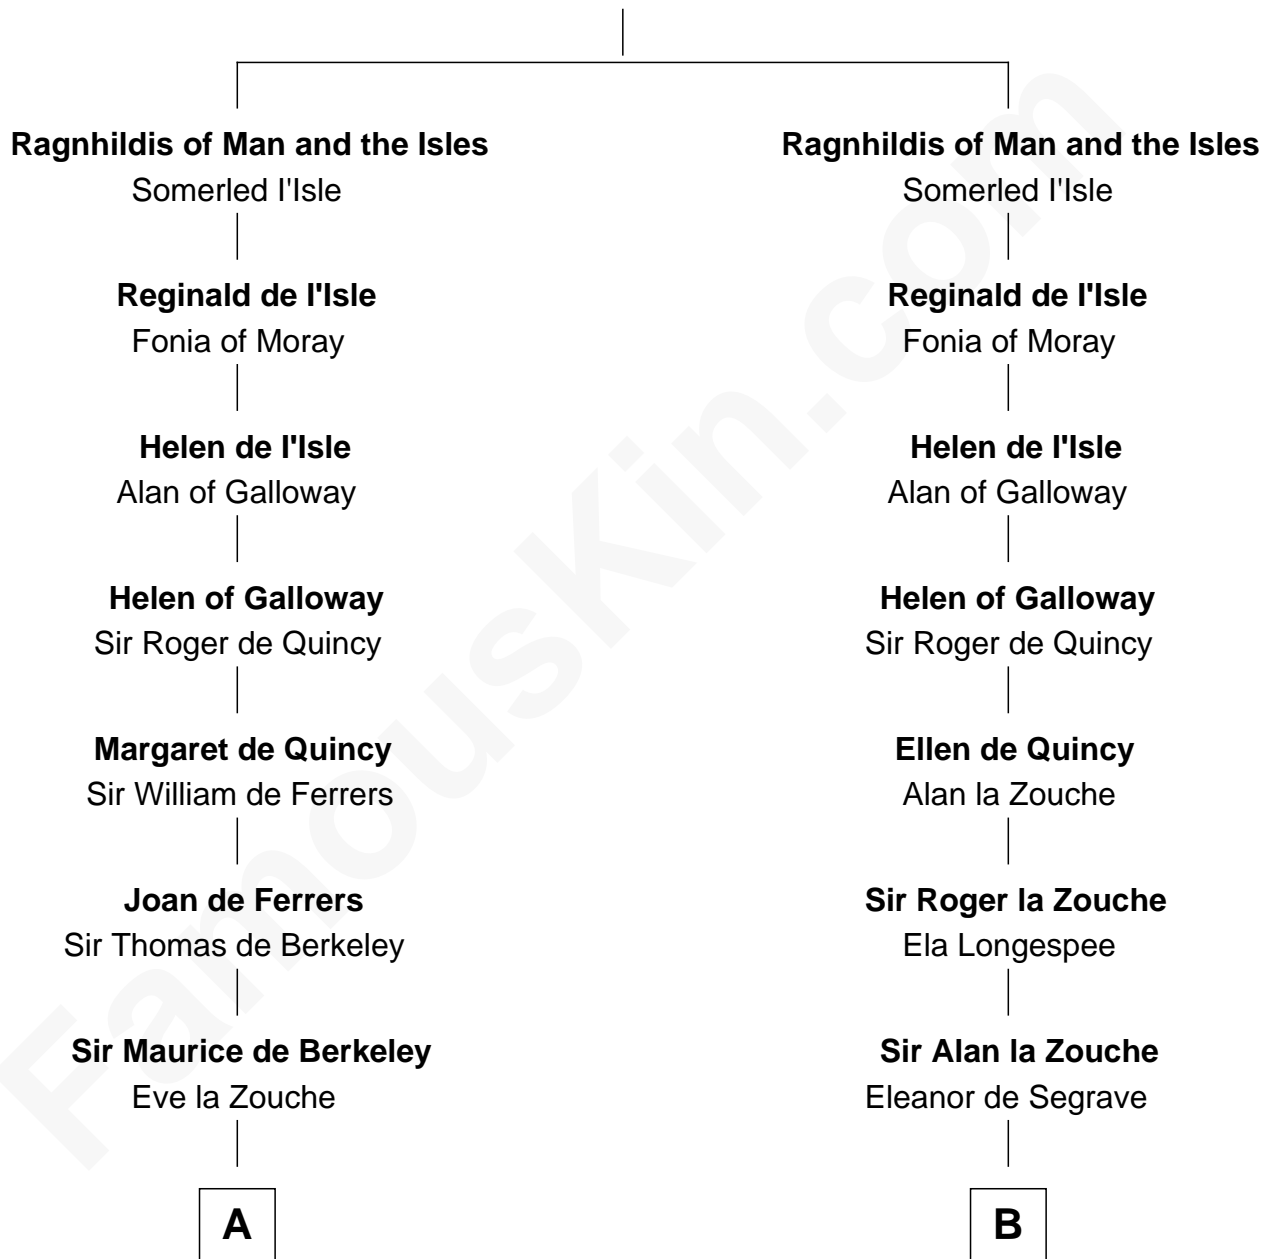 Ragnhildis of Man and the Isles
Somerled I'Isle
Reginald de I'Isle
Fonia of Moray
Helen de I'Isle
Alan of Galloway
Helen of Galloway
Sir Roger de Quincy
Margaret de Quincy
Sir William de Ferrers
Joan de Ferrers
Sir Thomas de Berkeley
Sir Maurice de Berkeley
Eve la Zouche
A
Ragnhildis of Man and the Isles
Somerled I'Isle
Reginald de I'Isle
Fonia of Moray
Helen de I'Isle
Alan of Galloway
Helen of Galloway
Sir Roger de Quincy
Ellen de Quincy
Alan la Zouche
Sir Roger la Zouche
Ela Longespee
Sir Alan la Zouche
Eleanor de Segrave
B
FamousKin.com